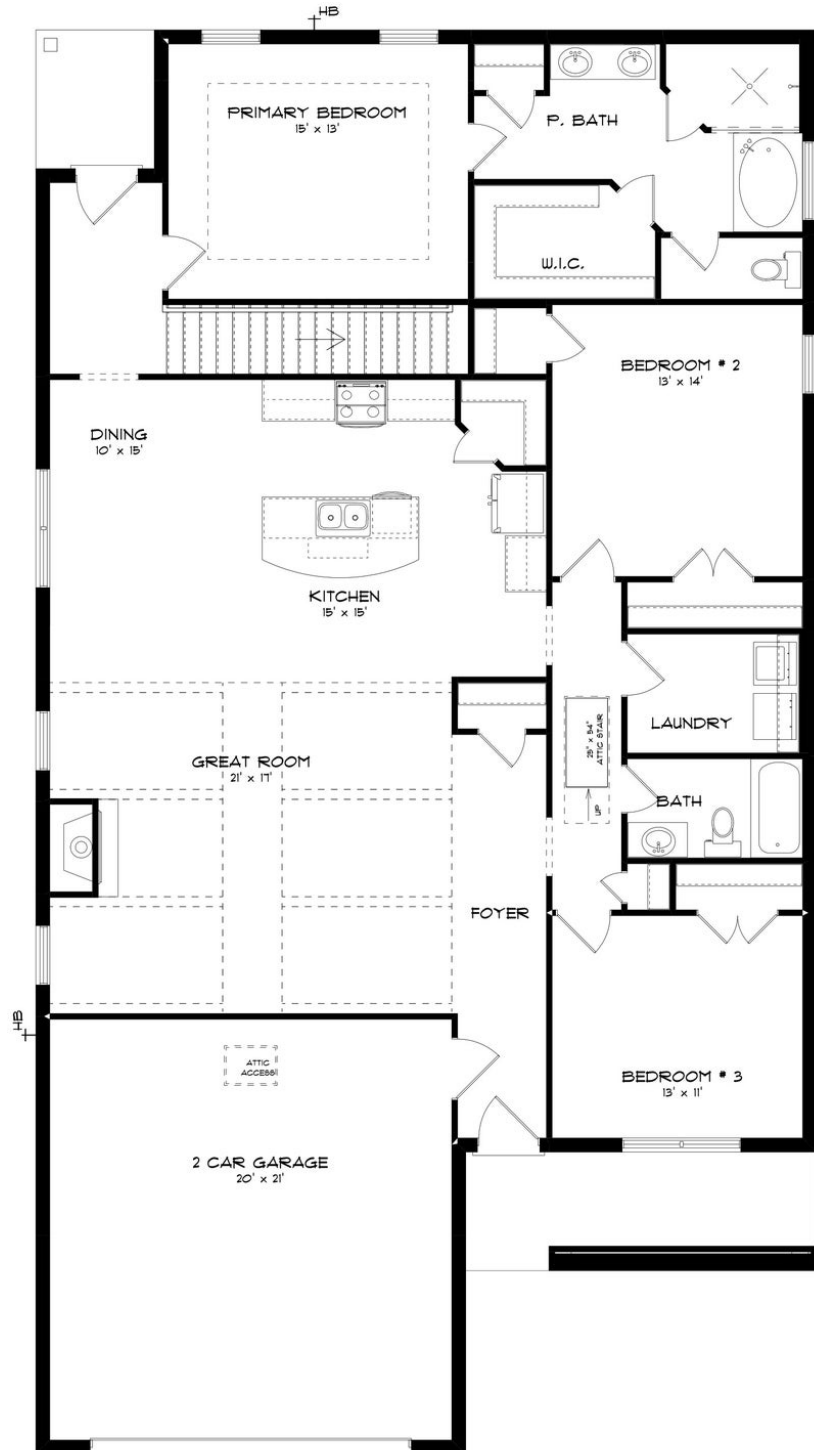 HB
PRIMARY BEDROOM
15' x 13'
P. BATH
W.I.C.
BEDROOM # 2
13' x 14'
DINING
10' x 15'
KITCHEN
15' x 15'
LAUNDRY
25" x 54"
ATTIC STAIR
UP
GREAT ROOM
21' x 17'
BATH
FOYER
HB
ATTIC
ACCESS
BEDROOM # 3
13' x 11'
2 CAR GARAGE
20' x 21'